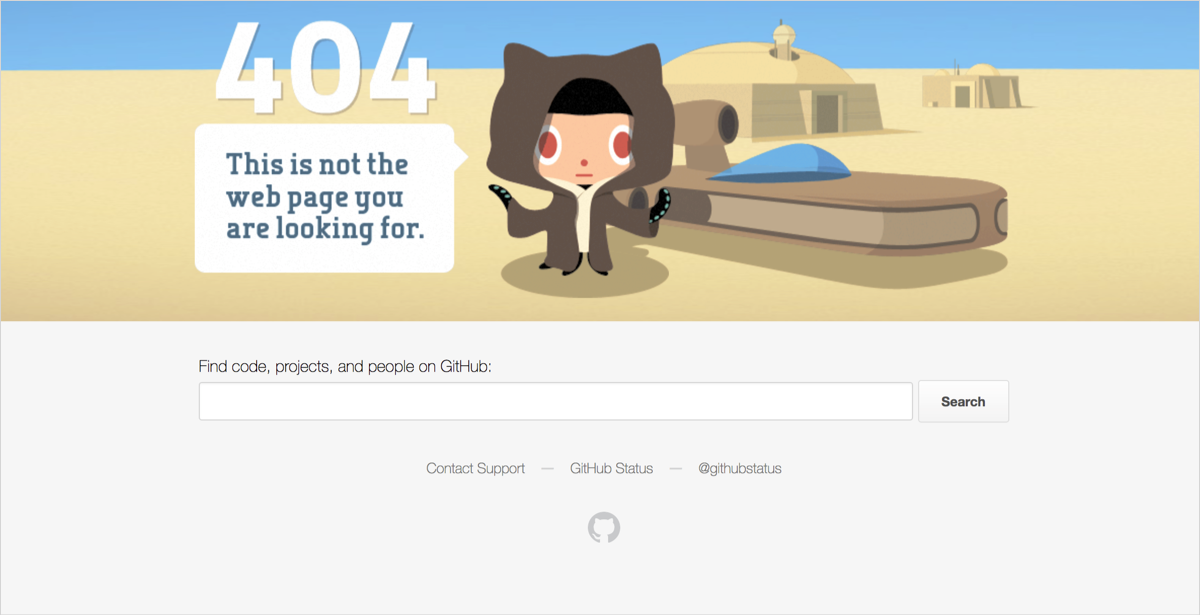 404
This is not the
web page you
are looking for.
Find code, projects, and people on GitHub:
Search
Contact Support — GitHub Status — @githubstatus